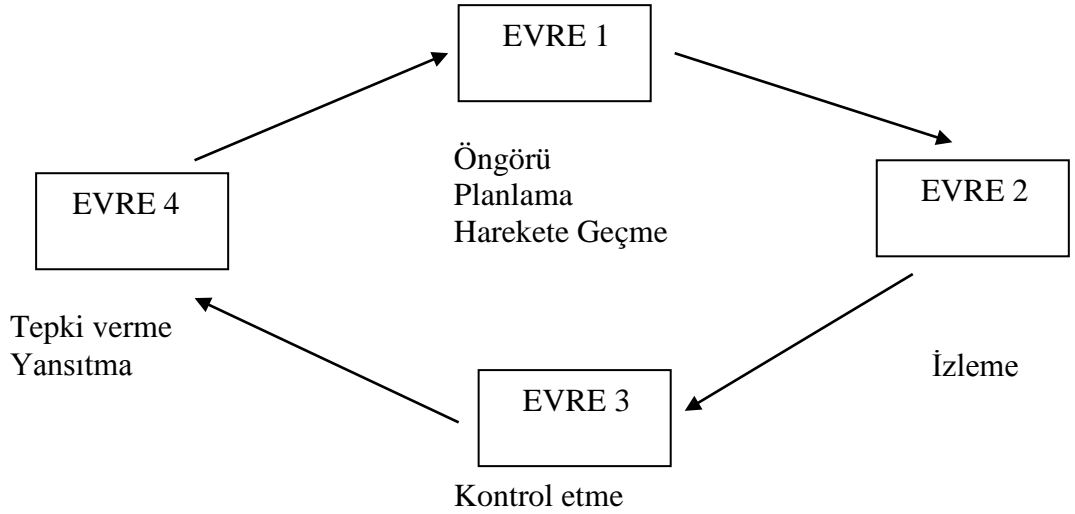 EVRE 1
Öngörü
Planlama
Harekete Geçme
EVRE 2
İzleme
EVRE 3
Kontrol etme
EVRE 4
Tepki verme
Yansıtma